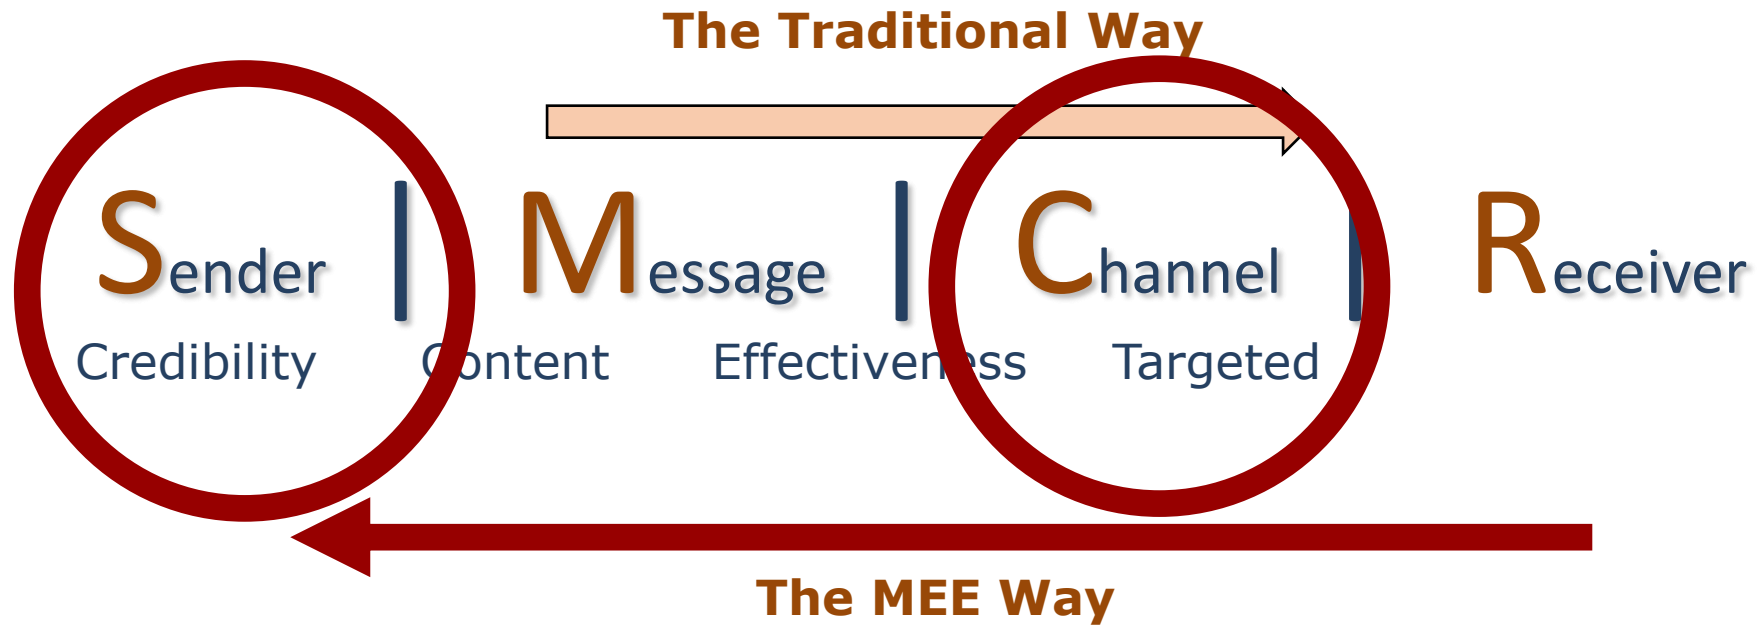 The Traditional Way
Sender | Message | Channel | Receiver
Credibility Content Effectiveness Targeted
The MEE Way